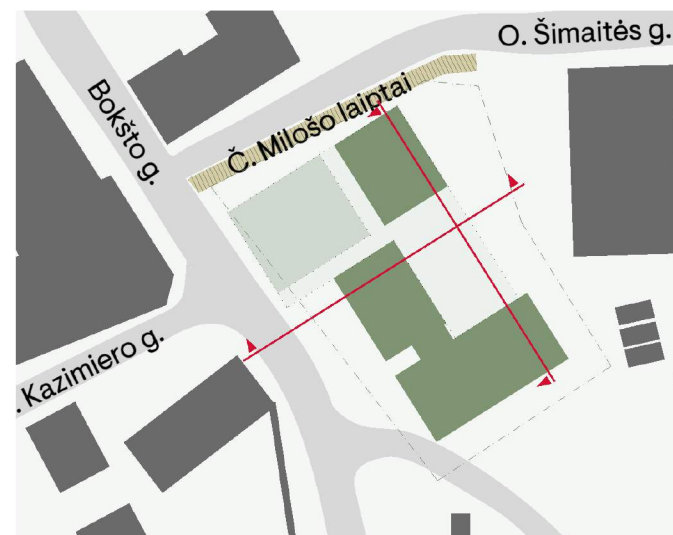 O. Šimaitės g.
Bokšto g.
Č. Milošo laiptai
. Kazimiero g.